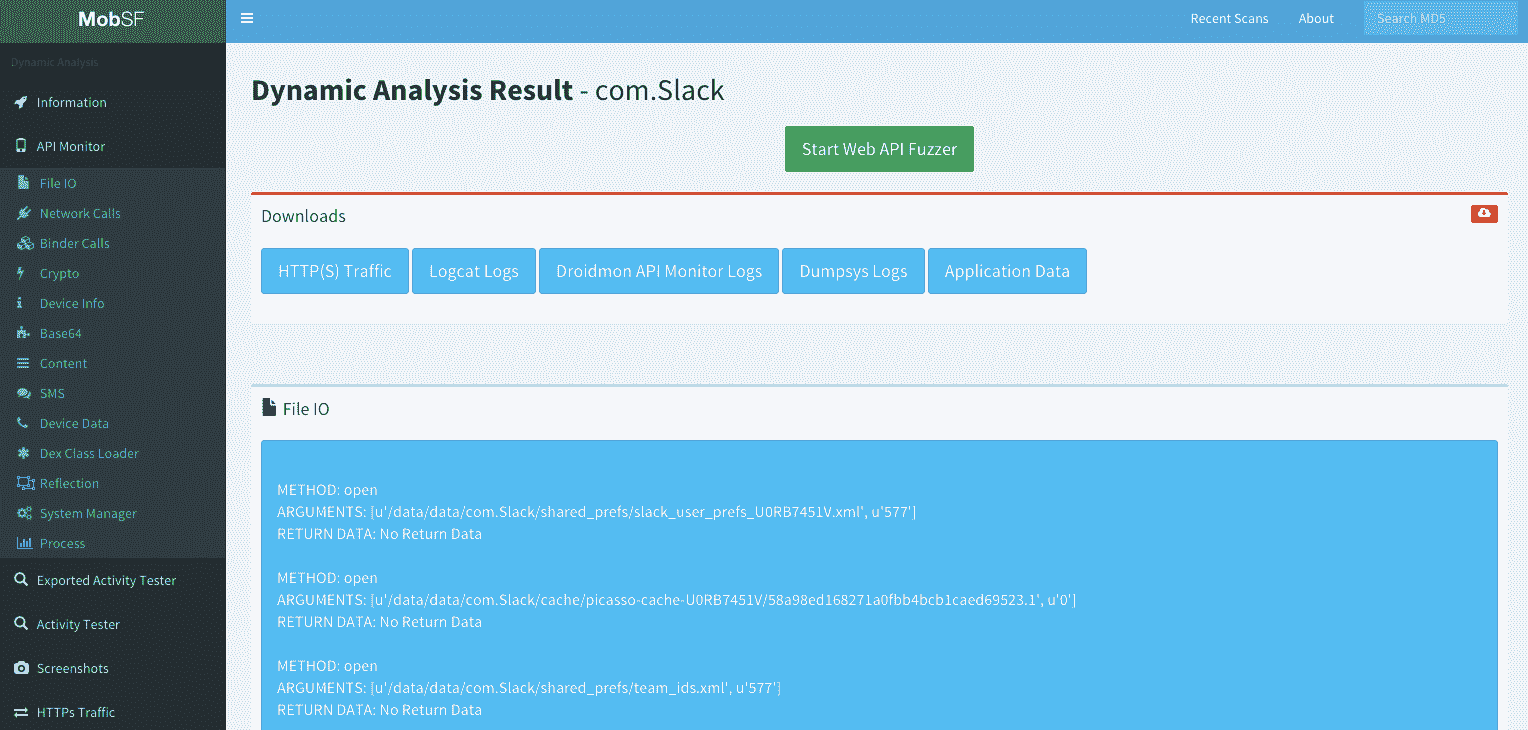 MobSF
Recent Scans
About
Search MD5
Dynamic Analysis
Information
API Monitor
File IO
Network Calls
Binder Calls
Crypto
Device Info
Base64
Content
SMS
Device Data
Dex Class Loader
Reflection
System Manager
Process
Exported Activity Tester
Activity Tester
Screenshots
HTTPs Traffic
Dynamic Analysis Result - com.Slack
Start Web API Fuzzer
Downloads
HTTP(S) Traffic
Logcat Logs
Droidmon API Monitor Logs
Dumpsys Logs
Application Data
File IO
METHOD: open
ARGUMENTS: [u'/data/data/com.Slack/shared_prefs/slack_user_prefs_U0RB7451V.xml', u'577']
RETURN DATA: No Return Data
METHOD: open
ARGUMENTS: [u'/data/data/com.Slack/cache/picasso-cache-U0RB7451V/58a98ed168271a0fbb4bcb1caed69523.1', u'0']
RETURN DATA: No Return Data
METHOD: open
ARGUMENTS: [u'/data/data/com.Slack/shared_prefs/team_ids.xml', u'577']
RETURN DATA: No Return Data